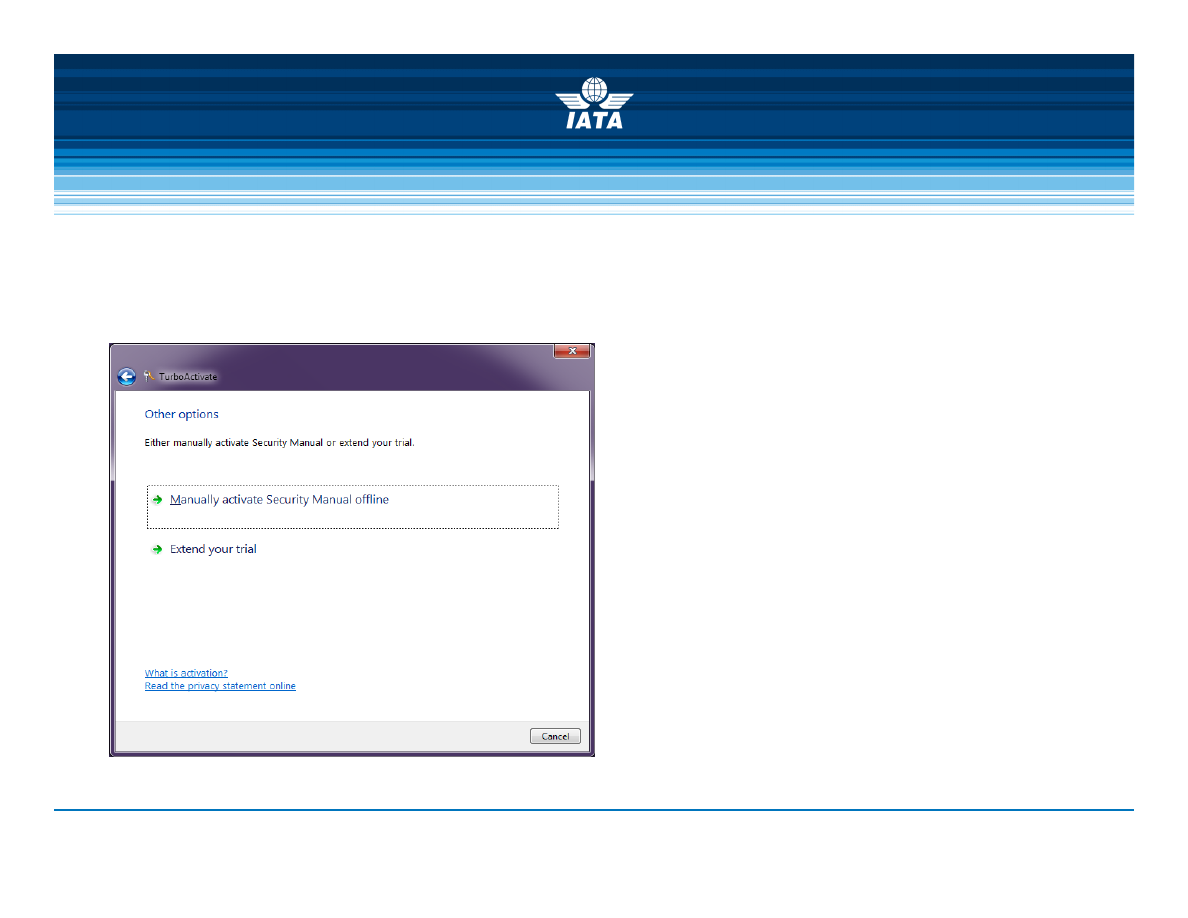 IATA
TurboActivate
Other options
Either manually activate Security Manual or extend your trial.
Manually activate Security Manual offline
Extend your trial
What is activation?
Read the privacy statement online
Cancel